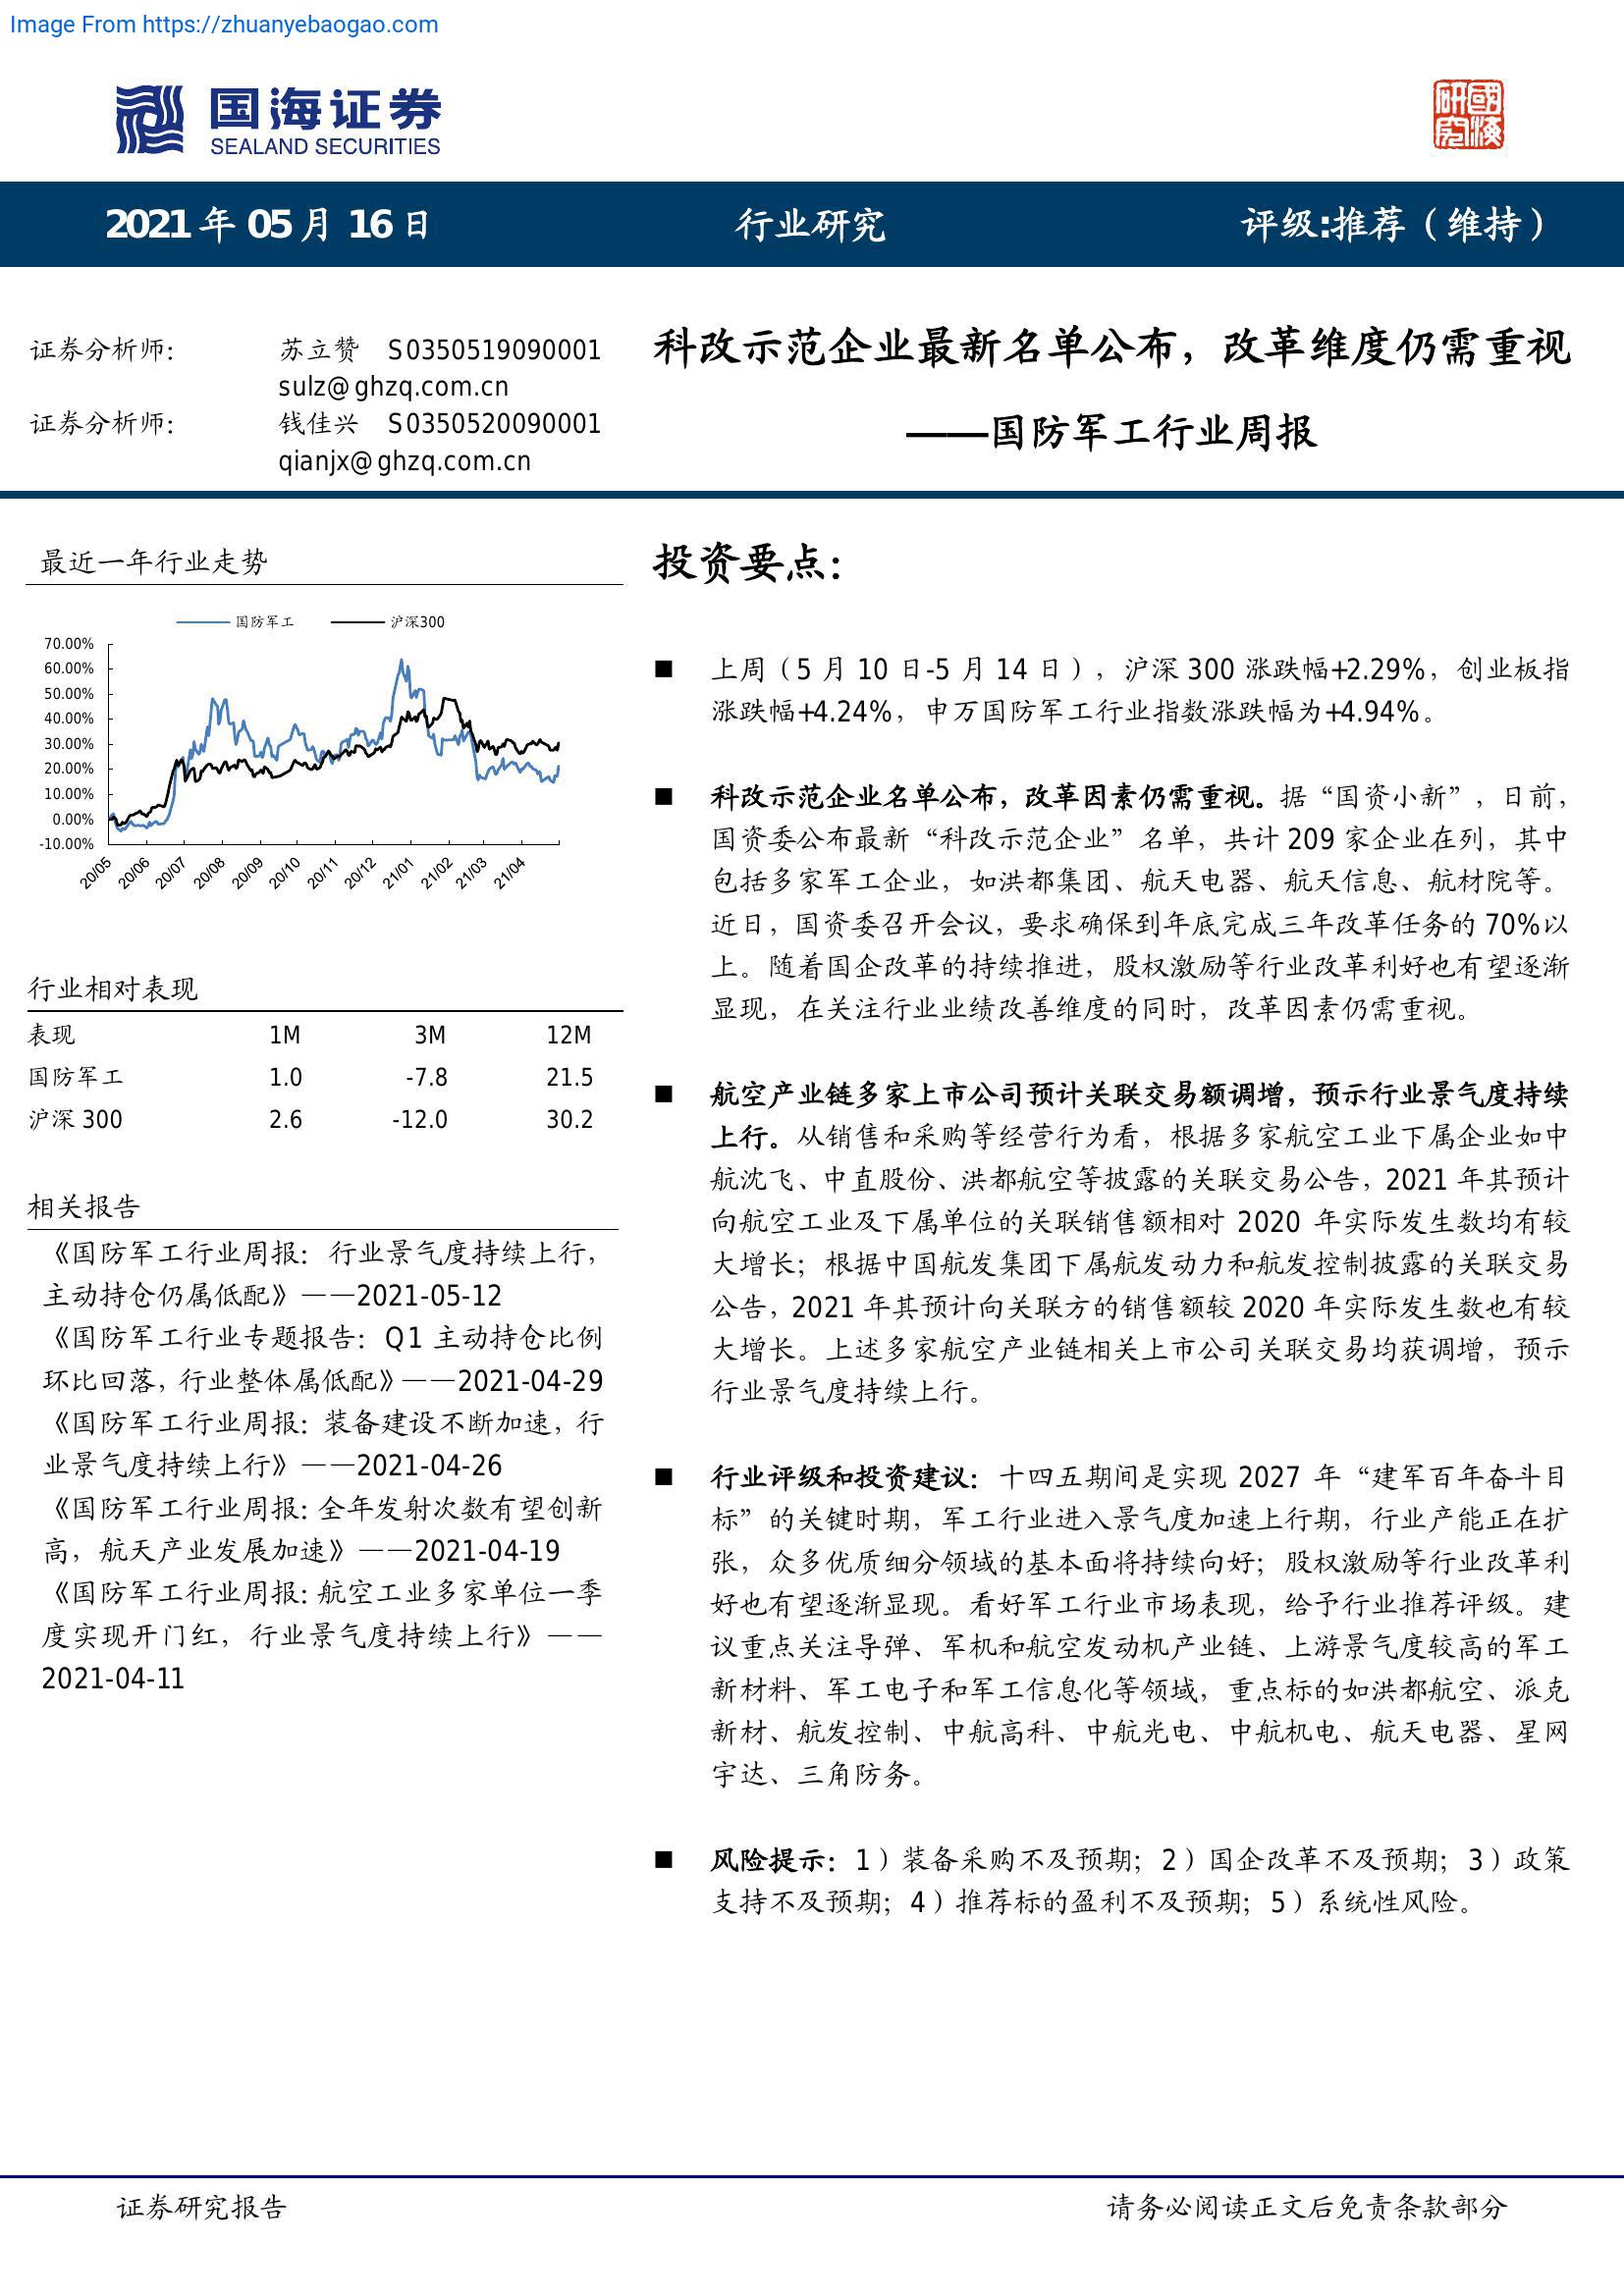 Image From https://zhuanyebaogao.com
国海证券
SEALAND SECURITIES
研究
國海
2021 年 05 月 16 日
行业研究
评级:推荐（维持）
证券分析师：
苏立赞 S0350519090001
sulz@ghzq.com.cn
证券分析师：
钱佳兴 S0350520090001
qianjx@ghzq.com.cn
科改示范企业最新名单公布，改革维度仍需重视
——国防军工行业周报
最近一年行业走势
国防军工
沪深300
70.00%
60.00%
50.00%
40.00%
30.00%
20.00%
10.00%
0.00%
-10.00%
20/05
20/06
20/07
20/08
20/09
20/10
20/11
20/12
21/01
21/02
21/03
21/04
行业相对表现
表现 1M 3M 12M
国防军工 1.0 -7.8 21.5
沪深 300 2.6 -12.0 30.2
相关报告
《国防军工行业周报：行业景气度持续上行，
主动持仓仍属低配》——2021-05-12
《国防军工行业专题报告：Q1 主动持仓比例
环比回落，行业整体属低配》——2021-04-29
《国防军工行业周报：装备建设不断加速，行
业景气度持续上行》——2021-04-26
《国防军工行业周报：全年发射次数有望创新
高，航天产业发展加速》——2021-04-19
《国防军工行业周报：航空工业多家单位一季
度实现开门红，行业景气度持续上行》——
2021-04-11
投资要点：
■ 上周（5 月 10 日-5 月 14 日），沪深 300 涨跌幅+2.29%，创业板指
涨跌幅+4.24%，申万国防军工行业指数涨跌幅为+4.94%。
■ 科改示范企业名单公布，改革因素仍需重视。据“国资小新”，日前，
国资委公布最新“科改示范企业”名单，共计 209 家企业在列，其中
包括多家军工企业，如洪都集团、航天电器、航天信息、航材院等。
近日，国资委召开会议，要求确保到年底完成三年改革任务的 70%以
上。随着国企改革的持续推进，股权激励等行业改革利好也有望逐渐
显现，在关注行业业绩改善维度的同时，改革因素仍需重视。
■ 航空产业链多家上市公司预计关联交易额调增，预示行业景气度持续
上行。从销售和采购等经营行为看，根据多家航空工业下属企业如中
航沈飞、中直股份、洪都航空等披露的关联交易公告，2021 年其预计
向航空工业及下属单位的关联销售额相对 2020 年实际发生数均有较
大增长；根据中国航发集团下属航发动力和航发控制披露的关联交易
公告，2021 年其预计向关联方的销售额较 2020 年实际发生数也有较
大增长。上述多家航空产业链相关上市公司关联交易均获调增，预示
行业景气度持续上行。
■ 行业评级和投资建议：十四五期间是实现 2027 年“建军百年奋斗目
标”的关键时期，军工行业进入景气度加速上行期，行业产能正在扩
张，众多优质细分领域的基本面将持续向好；股权激励等行业改革利
好也有望逐渐显现。看好军工行业市场表现，给予行业推荐评级。建
议重点关注导弹、军机和航空发动机产业链、上游景气度较高的军工
新材料、军工电子和军工信息化等领域，重点标的如洪都航空、派克
新材、航发控制、中航高科、中航光电、中航机电、航天电器、星网
宇达、三角防务。
■ 风险提示：1）装备采购不及预期；2）国企改革不及预期；3）政策
支持不及预期；4）推荐标的盈利不及预期；5）系统性风险。
证券研究报告
请务必阅读正文后免责条款部分